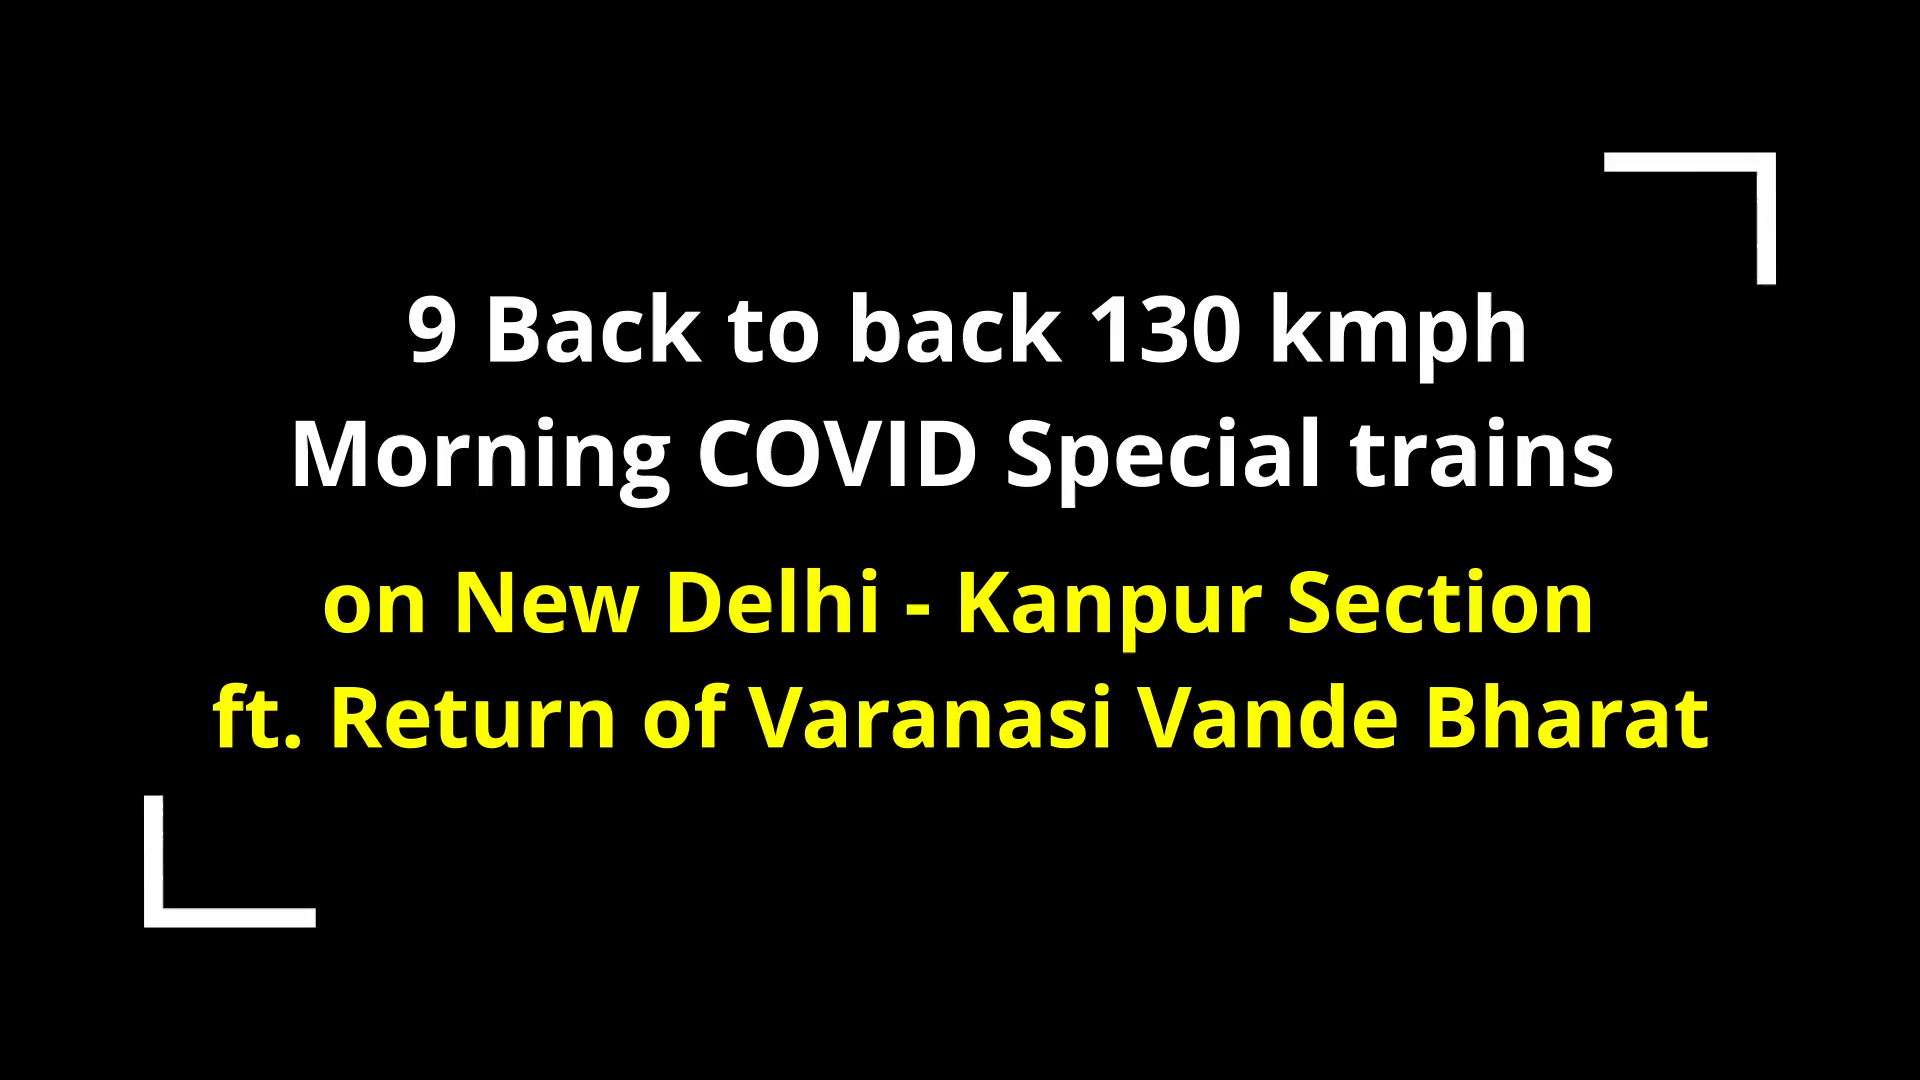 9 Back to back 130 kmph
Morning COVID Special trains
on New Delhi - Kanpur Section
ft. Return of Varanasi Vande Bharat